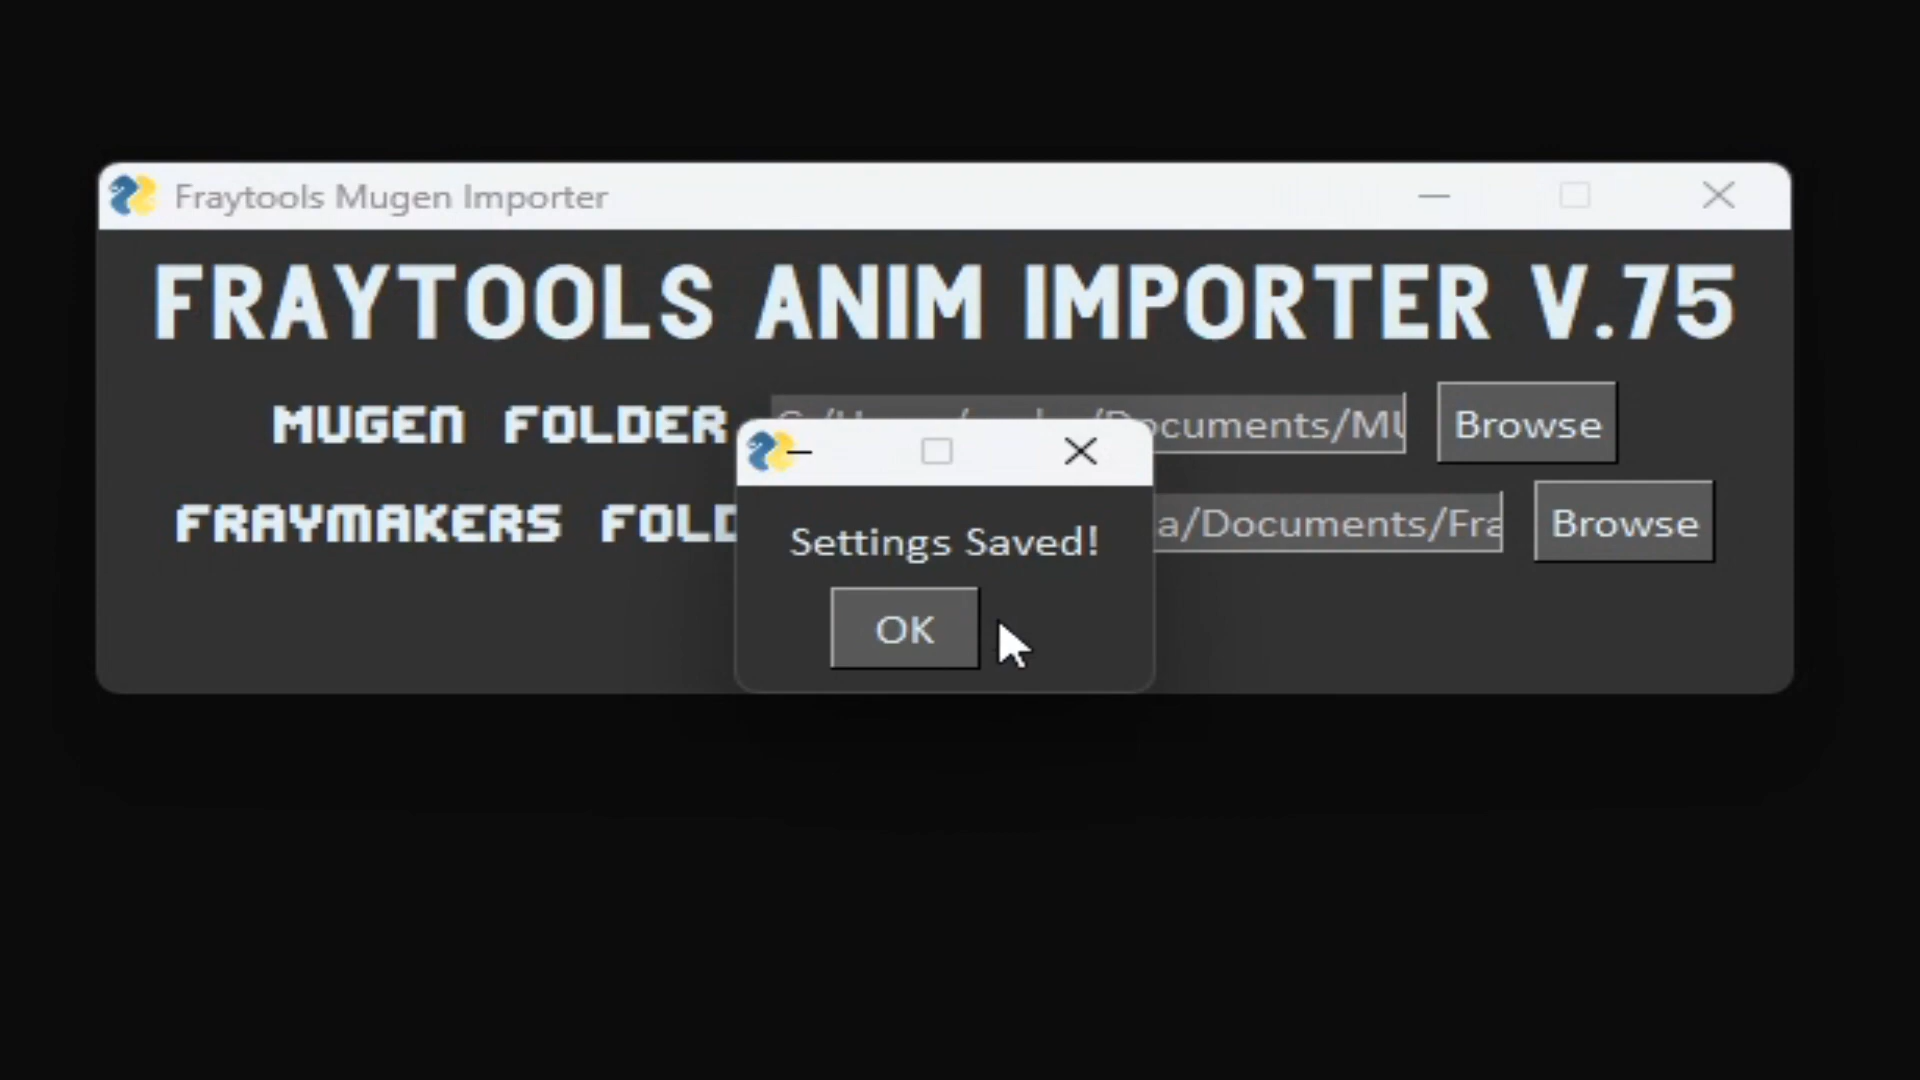 Fraytools Mugen Importer
FRAYTOOLS ANIM IMPORTER V.75
MUGEN FOLDER ocuments/MU Browse
FRAYMAKERS FOLD a/Documents/Fra Browse
Settings Saved!
OK